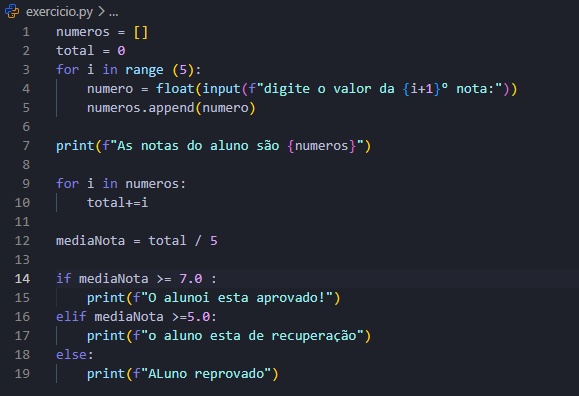 exercicio.py > ...
1 numeros = []
2 total = 0
3 for i in range (5):
4     numero = float(input(f"digite o valor da {i+1}º nota:"))
5     numeros.append(numero)
6
7 print(f"As notas do aluno são {numeros}")
8
9 for i in numeros:
10     total+=i
11
12 mediaNota = total / 5
13
14 if mediaNota >= 7.0 :
15     print(f"O alunoi esta aprovado!")
16 elif mediaNota >=5.0:
17     print(f"o aluno esta de recuperação")
18 else:
19     print(f"ALuno reprovado")